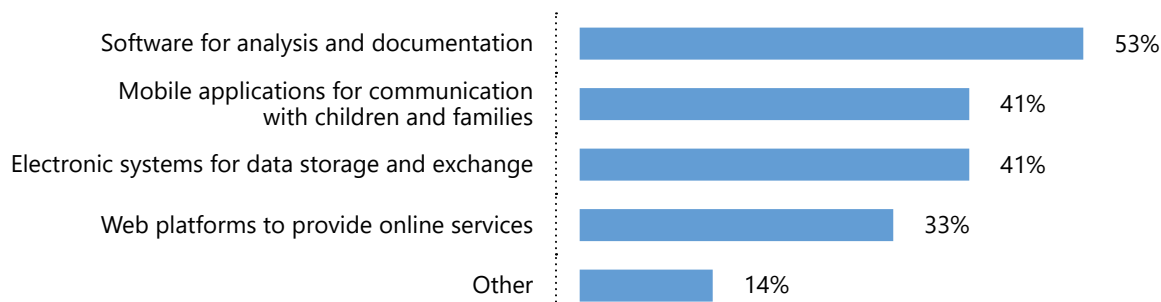 Software for analysis and documentation 53%
Mobile applications for communication
with children and families 41%
Electronic systems for data storage and exchange 41%
Web platforms to provide online services 33%
Other 14%